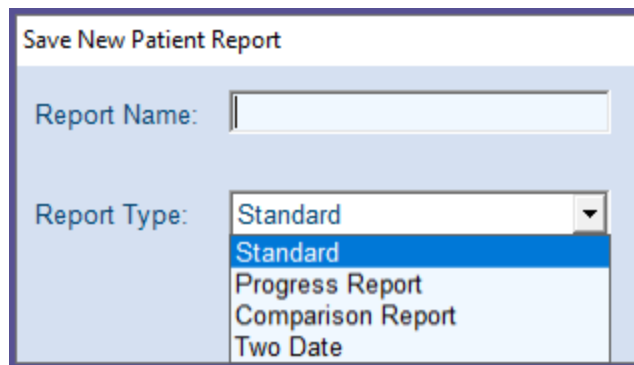 Save New Patient Report
Report Name:
Report Type: Standard
Standard
Progress Report
Comparison Report
Two Date